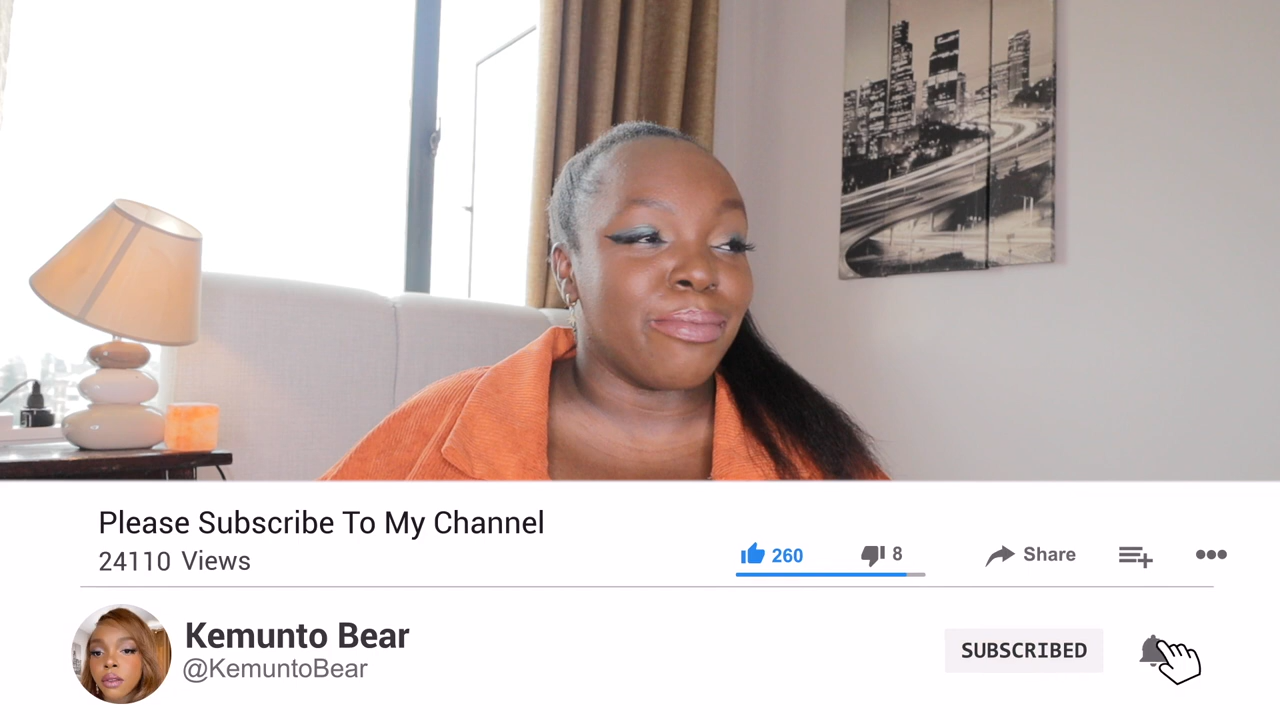 Please Subscribe To My Channel
24110 Views
260
8
Share
Kemunto Bear
@KemuntoBear
SUBSCRIBED